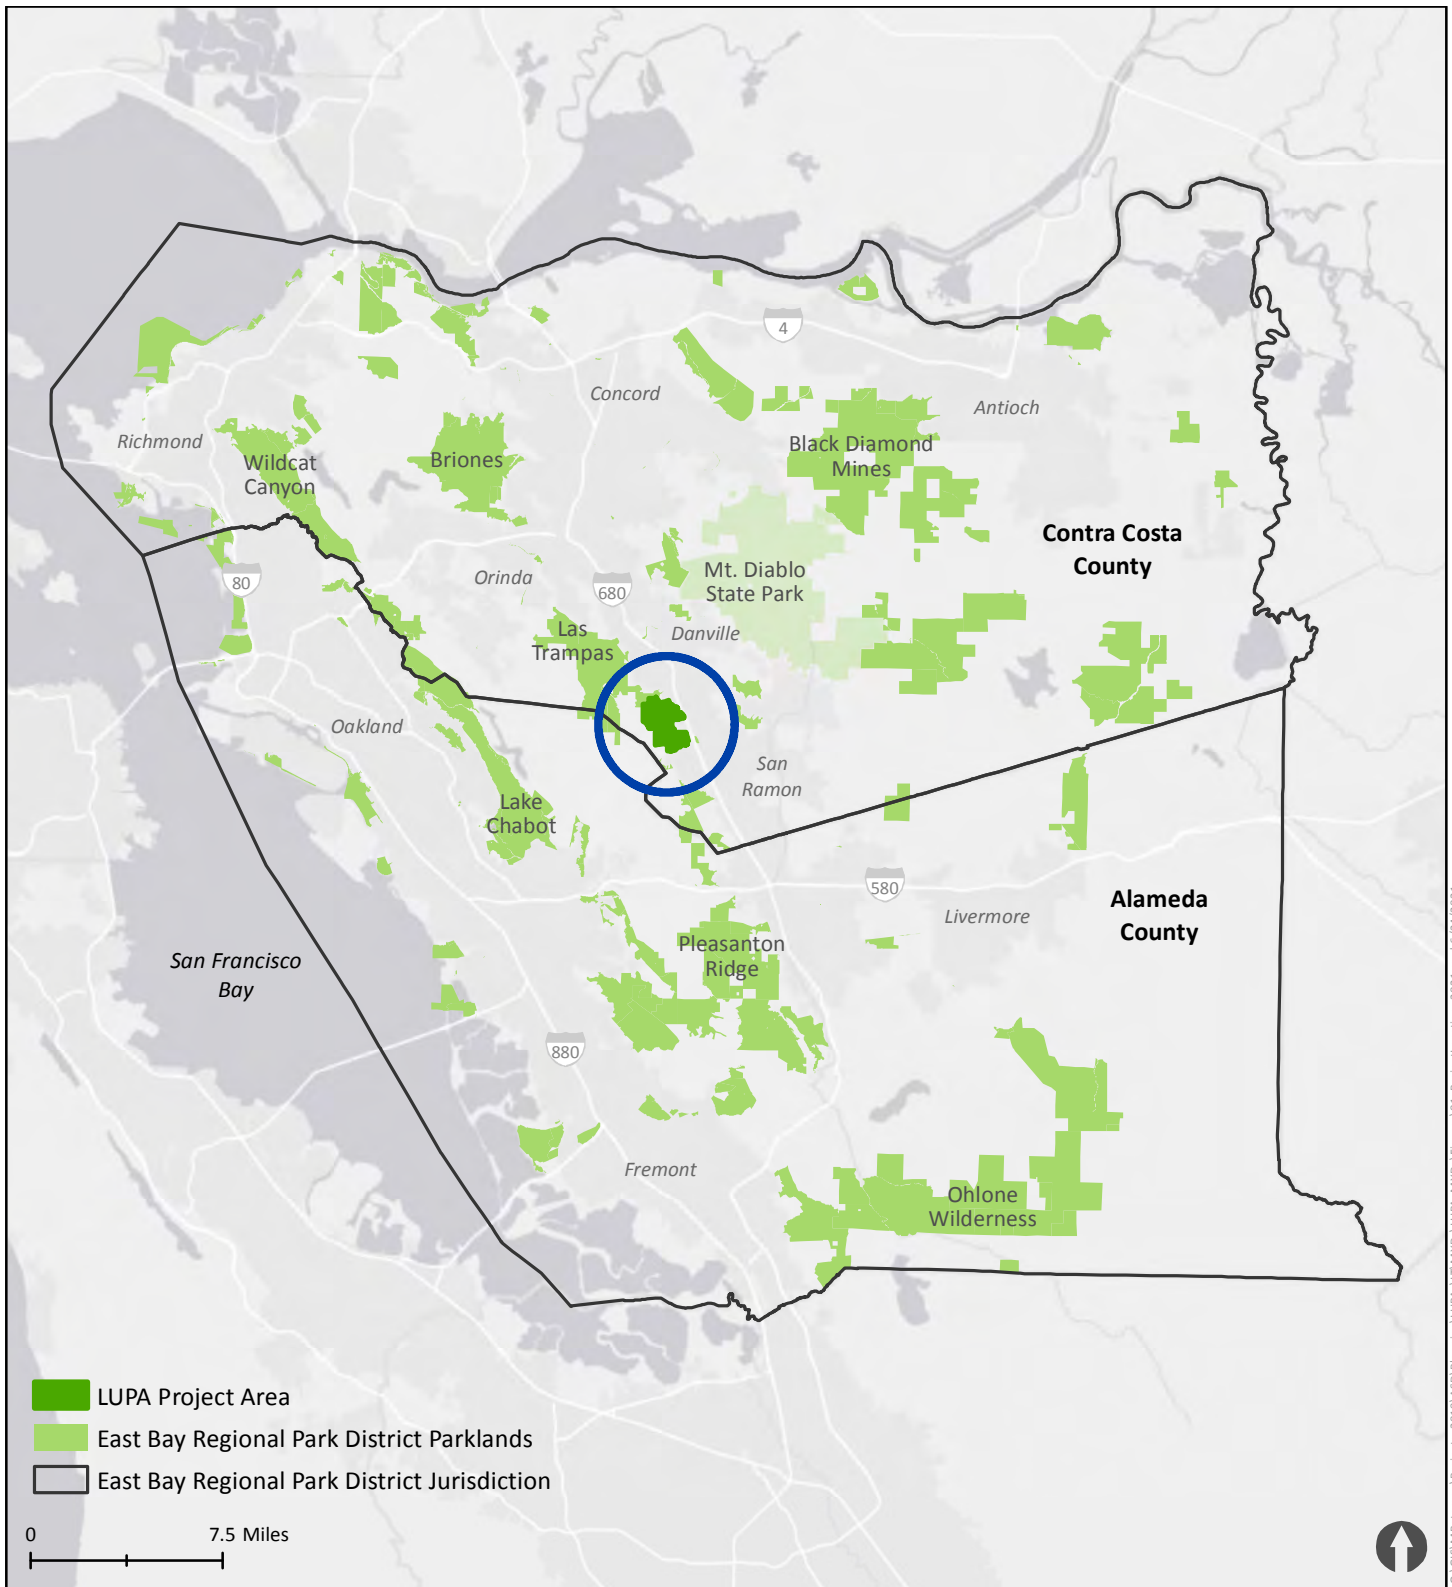 4
Concord
Antioch
Richmond
Black Diamond
Mines
Wildcat
Canyon
Briones
Contra Costa
County
80
Orinda
680
Mt. Diablo
State Park
Las
Trampas
Danville
Oakland
San
Ramon
Lake
Chabot
580
Alameda
County
Livermore
Pleasanton
Ridge
San Francisco
Bay
880
Fremont
Ohlone
Wilderness
LUPA Project Area
East Bay Regional Park District Parklands
East Bay Regional Park District Jurisdiction
0 7.5 Miles